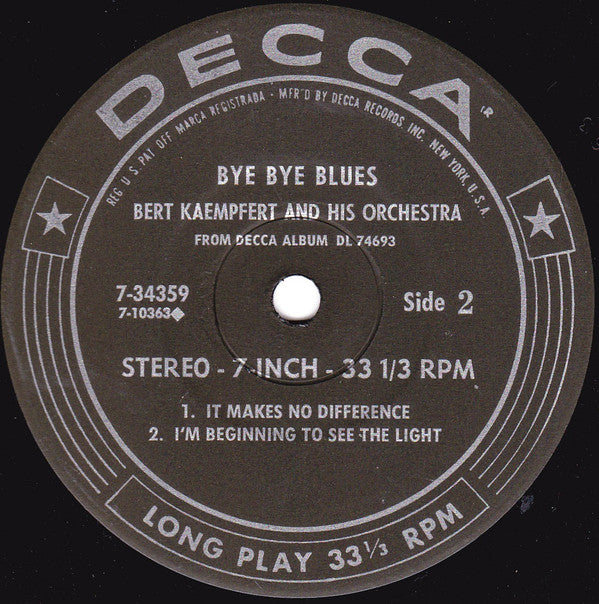 DECCA®
REG U.S. PAT OFF MARCA REGISTRADA - MFR'D BY DECCA RECORDS, INC. NEW YORK, U.S.A.
BYE BYE BLUES
BERT KAEMPFERT AND HIS ORCHESTRA
FROM DECCA ALBUM DL 74693
7-34359
7-10363◆
Side 2
STEREO - 7-INCH - 33 1/3 RPM
1. IT MAKES NO DIFFERENCE
2. I'M BEGINNING TO SEE THE LIGHT
LONG PLAY 33⅓ RPM